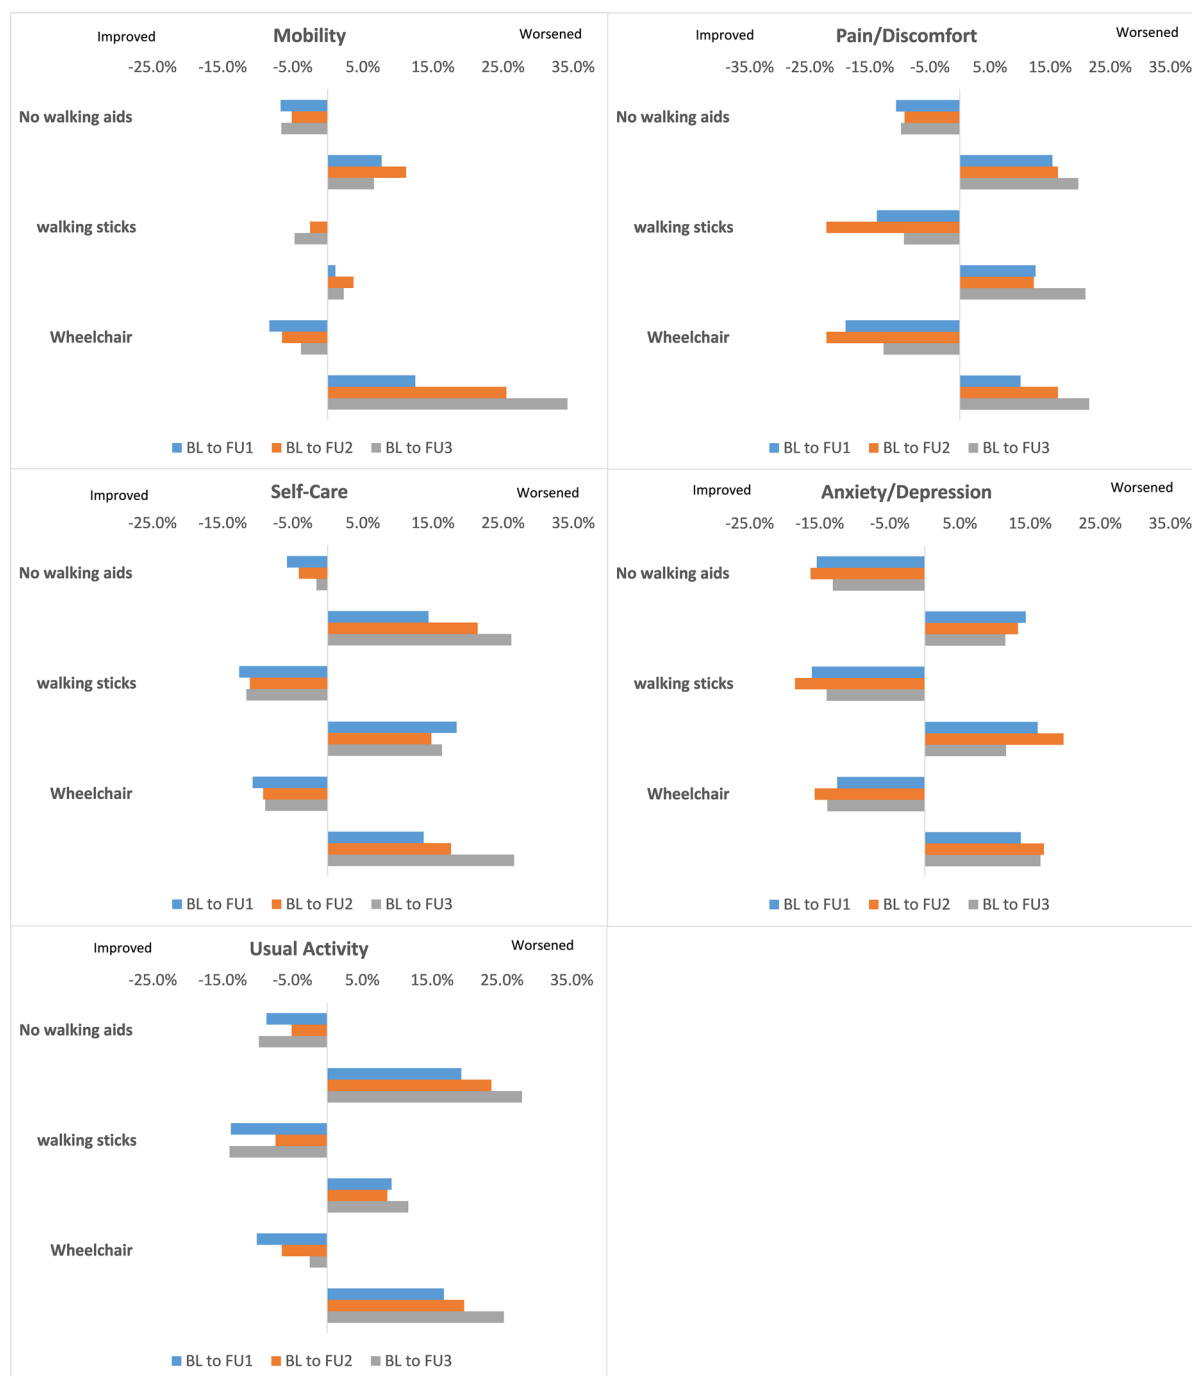 Improved Mobility Worsened
-25.0% -15.0% -5.0% 5.0% 15.0% 25.0% 35.0%
No walking aids
walking sticks
Wheelchair
BL to FU1 BL to FU2 BL to FU3
Improved Pain/Discomfort Worsened
-35.0% -25.0% -15.0% -5.0% 5.0% 15.0% 25.0% 35.0%
No walking aids
walking sticks
Wheelchair
BL to FU1 BL to FU2 BL to FU3
Improved Self-Care Worsened
-25.0% -15.0% -5.0% 5.0% 15.0% 25.0% 35.0%
No walking aids
walking sticks
Wheelchair
BL to FU1 BL to FU2 BL to FU3
Improved Anxiety/Depression Worsened
-25.0% -15.0% -5.0% 5.0% 15.0% 25.0% 35.0%
No walking aids
walking sticks
Wheelchair
BL to FU1 BL to FU2 BL to FU3
Improved Usual Activity Worsened
-25.0% -15.0% -5.0% 5.0% 15.0% 25.0% 35.0%
No walking aids
walking sticks
Wheelchair
BL to FU1 BL to FU2 BL to FU3